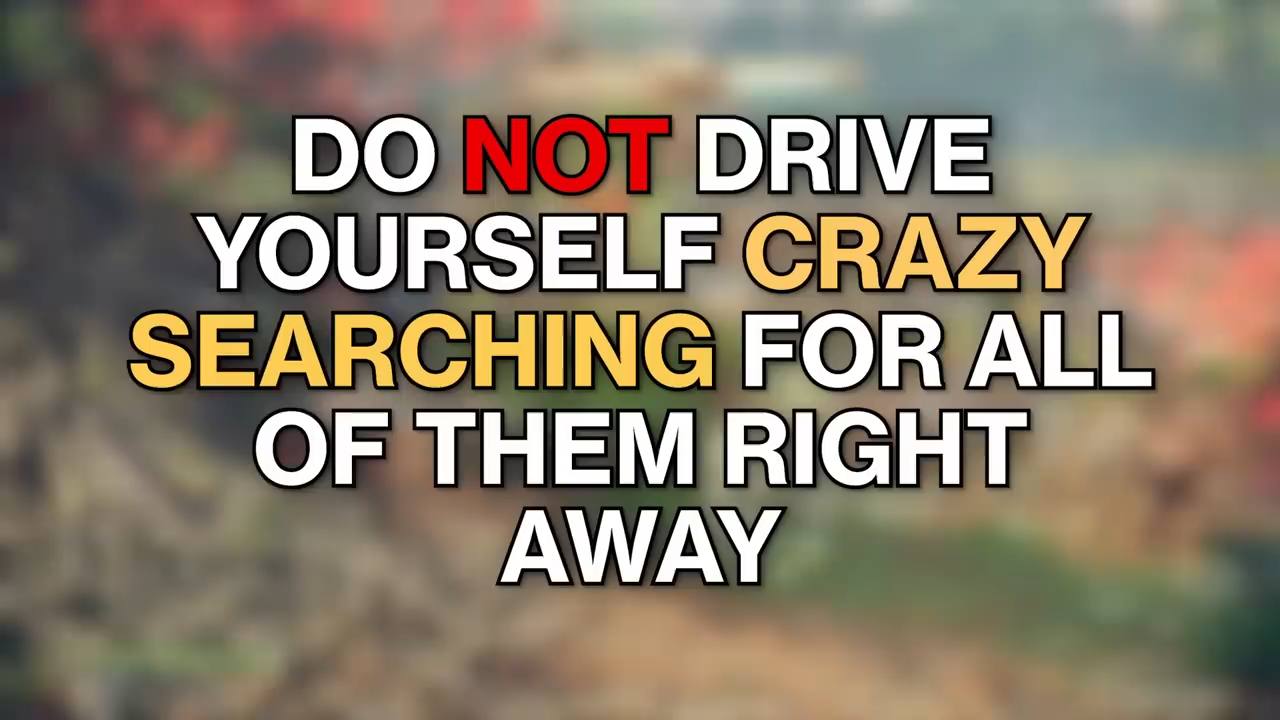 DO NOT DRIVE
YOURSELF CRAZY
SEARCHING FOR ALL
OF THEM RIGHT
AWAY